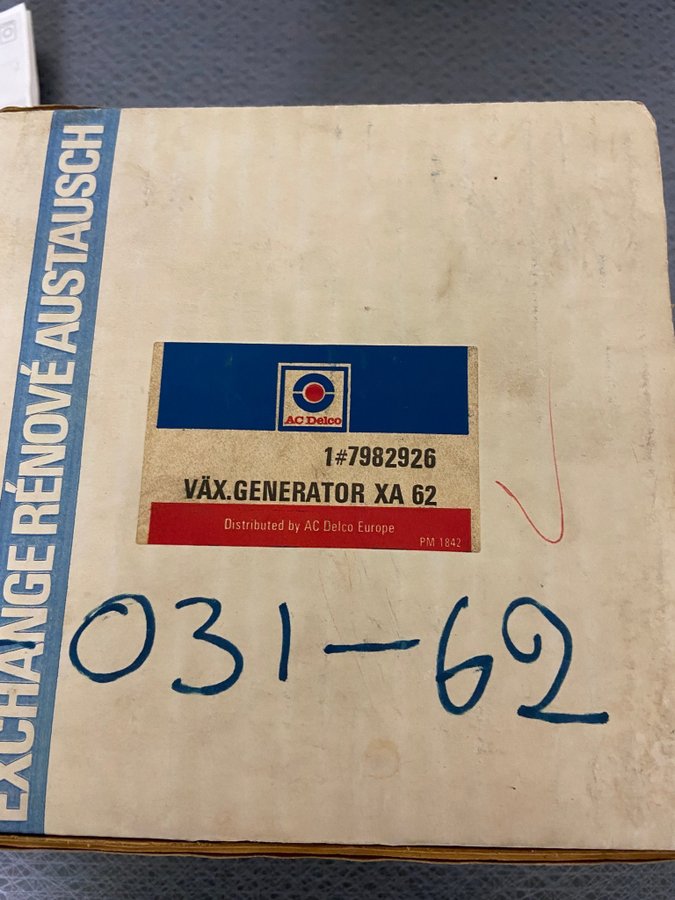 EXCHANGE RÉNOVÉ AUSTAUSCH
AC Delco
1#7982926
VÄX.GENERATOR XA 62
Distributed by AC Delco Europe
PM 1842
031-62